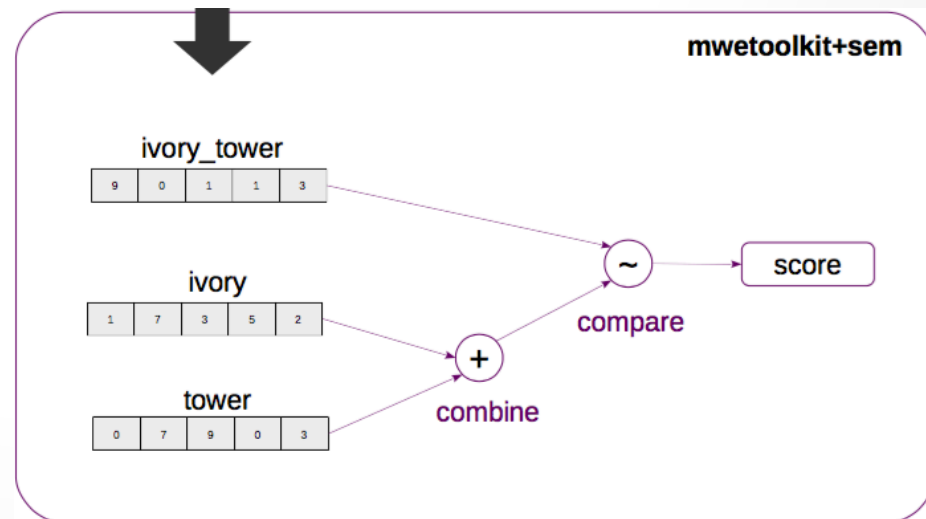 mwetoolkit+sem
ivory_tower
9 0 1 1 3
ivory
1 7 3 5 2
tower
0 7 9 0 3
+
combine
~
compare
score